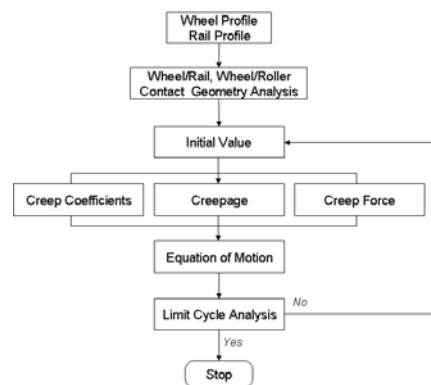 Wheel Profile
Rail Profile
Wheel/Rail, Wheel/Roller
Contact Geometry Analysis
Initial Value
Creep Coefficients
Creepage
Creep Force
Equation of Motion
Limit Cycle Analysis
No
Yes
Stop